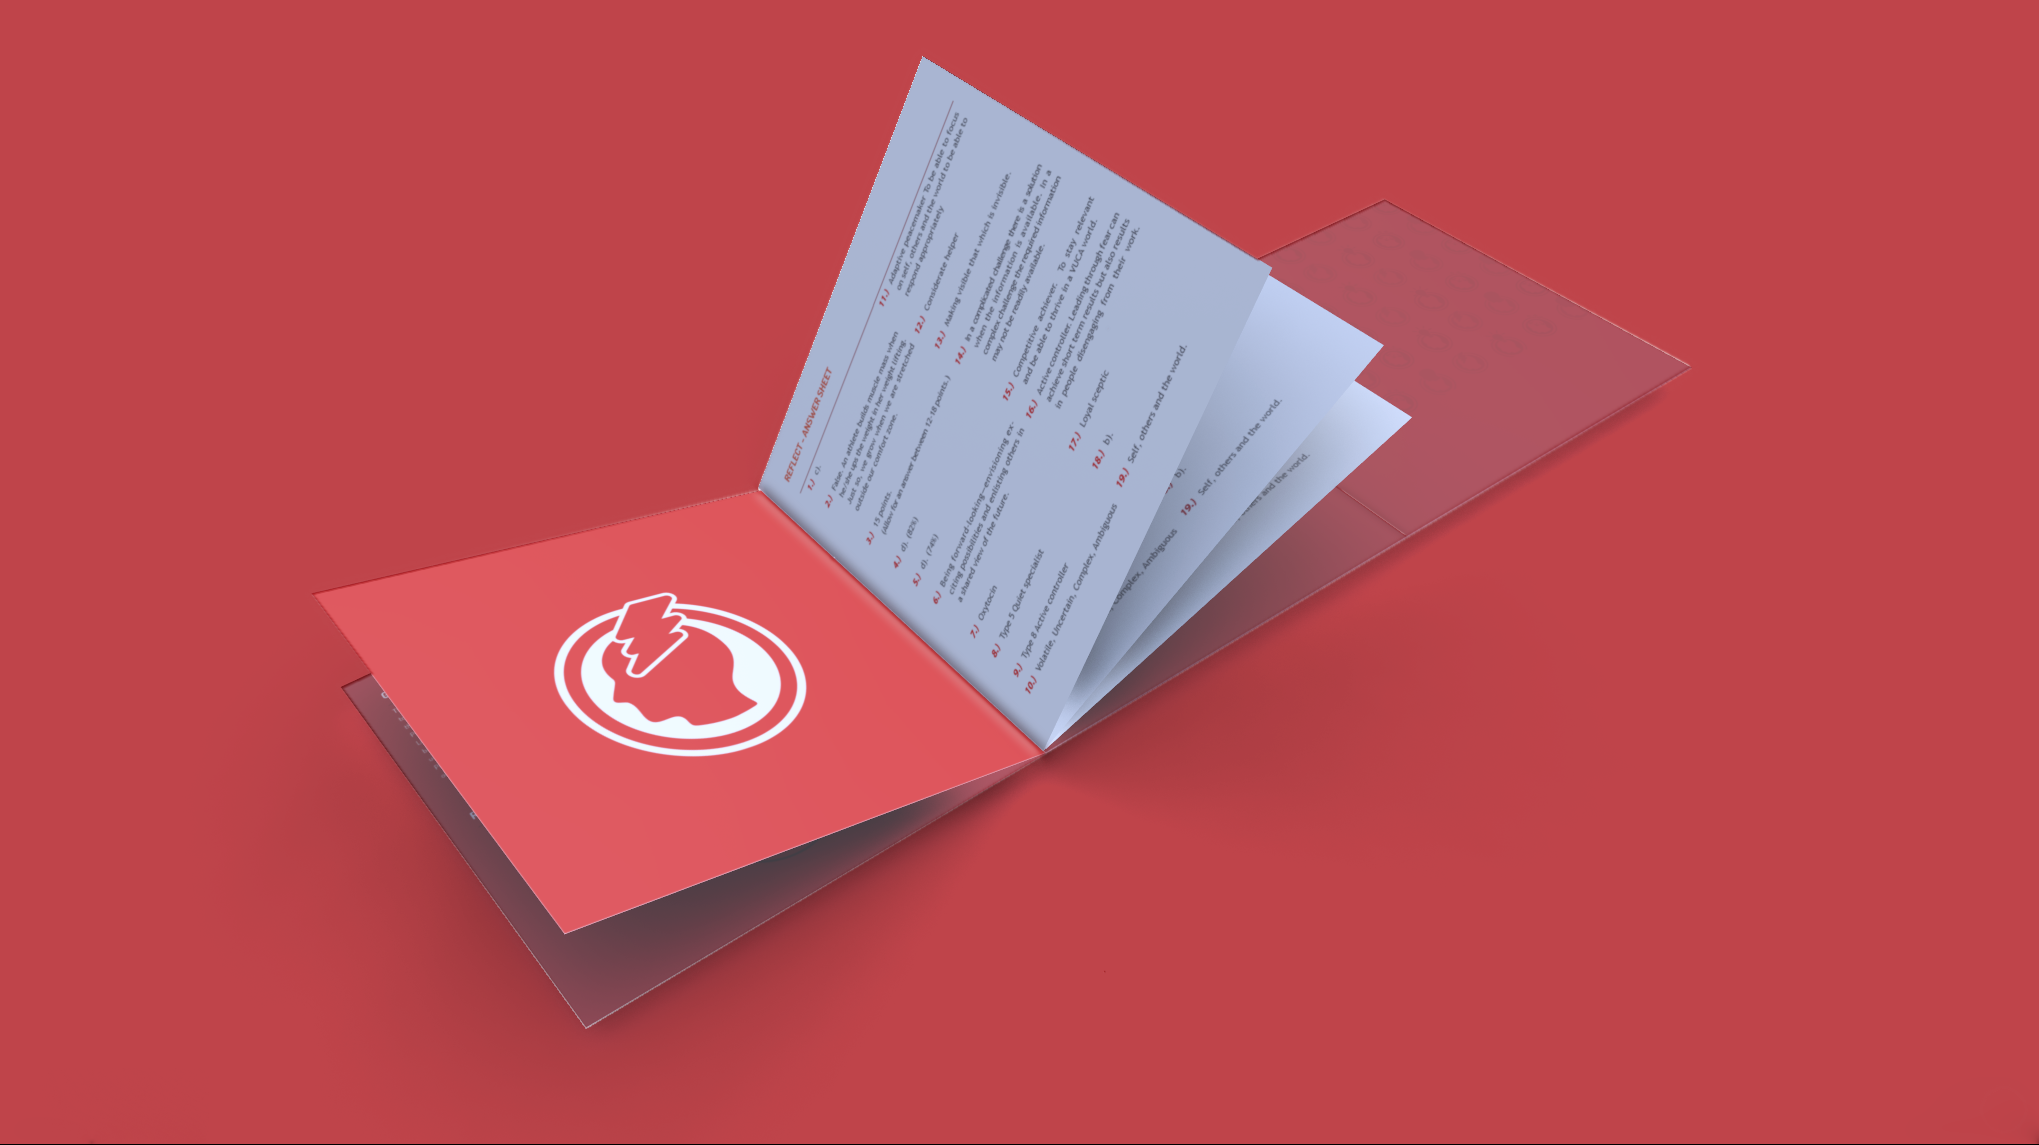 REFLECT - ANSWER SHEET
1.) c).
2.) False. An athlete builds muscle mass when
he/she ups the weight in her weight lifting.
Just so, we grow when we are stretched
outside our comfort zone.
3.) 15 points.
(Allow for an answer between 12-18 points.)
4.) d). (82%)
5.) d). (74%)
6.) Being forward-looking—envisioning ex-
citing possibilities and enlisting others in
a shared view of the future.
7.) Oxytocin
8.) Type 5 Quiet specialist
9.) Type 8 Active controller
10.) Volatile, Uncertain, Complex, Ambiguous
11.) Adaptive peacemaker To be able to focus
on self, others and the world to be able to
respond appropriately
12.) Considerate helper
13.) Making visible that which is invisible.
14.) In a complicated challenge there is a solution
when the information is available. In a
complex challenge the required information
may not be readily available.
15.) Competitive achiever. To stay relevant
and be able to thrive in a VUCA world.
16.) Active controller. Leading through fear can
achieve short term results but also results
in people disengaging from their work.
17.) Loyal sceptic
18.) b).
19.) Self, others and the world.
b).
19.) Self, others and the world.
Complex, Ambiguous
and the world.